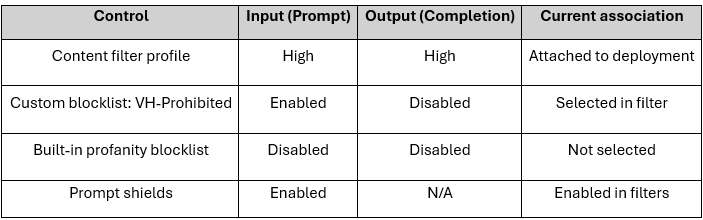 Control Input (Prompt) Output (Completion) Current association
Content filter profile High High Attached to deployment
Custom blocklist: VH-Prohibited Enabled Disabled Selected in filter
Built-in profanity blocklist Disabled Disabled Not selected
Prompt shields Enabled N/A Enabled in filters